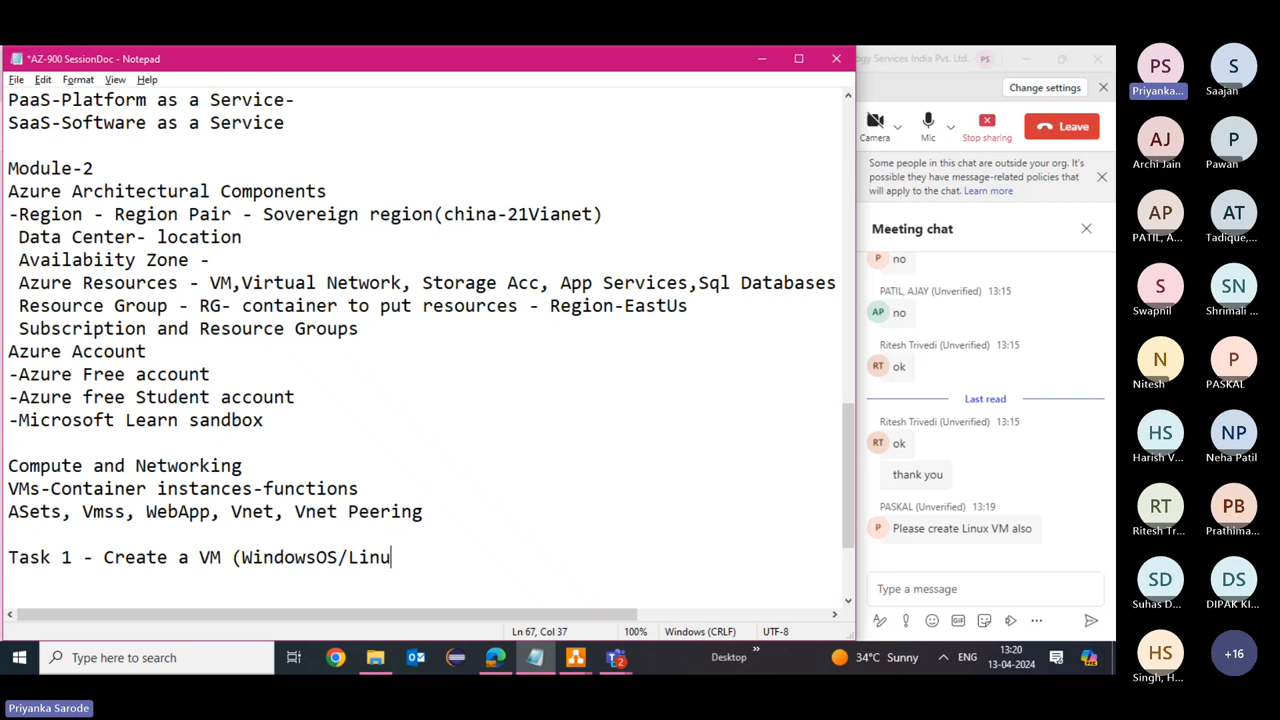 *AZ-900 SessionDoc - Notepad
File Edit Format View Help
PaaS-Platform as a Service-
SaaS-Software as a Service
Module-2
Azure Architectural Components
-Region - Region Pair - Sovereign region(china-21Vianet)
Data Center- location
Availabiity Zone -
Azure Resources - VM,Virtual Network, Storage Acc, App Services,Sql Databases
Resource Group - RG- container to put resources - Region-EastUs
Subscription and Resource Groups
Azure Account
-Azure Free account
-Azure free Student account
-Microsoft Learn sandbox
Compute and Networking
VMs-Container instances-functions
ASets, Vmss, WebApp, Vnet, Vnet Peering
Task 1 - Create a VM (WindowsOS/Linu
Ln 67, Col 37 100% Windows (CRLF) UTF-8
ogy Services India Pvt. Ltd. PS
Change settings
Camera Mic Stop sharing Leave
Some people in this chat are outside your org. It's
possible they have message-related policies that
will apply to the chat. Learn more
Meeting chat
P no
PATIL, AJAY (Unverified) 13:15
AP no
Ritesh Trivedi (Unverified) 13:15
RT ok
Last read
Ritesh Trivedi (Unverified) 13:15
RT ok
thank you
PASKAL (Unverified) 13:19
P Please create Linux VM also
Type a message
GIF
PS S
Priyanka... Saajan
AJ P
Archi Jain Pawan
AP AT
PATIL, A... Tadique,...
S SN
Swapnil Shrimali ...
N P
Nitesh PASKAL
HS NP
Harish V... Neha Patil
RT PB
Ritesh Tr... Prathima...
SD DS
Suhas D... DIPAK KI...
HS +16
Singh, H...
Type here to search
2
Desktop
34°C Sunny
ENG
13:20
13-04-2024
Priyanka Sarode